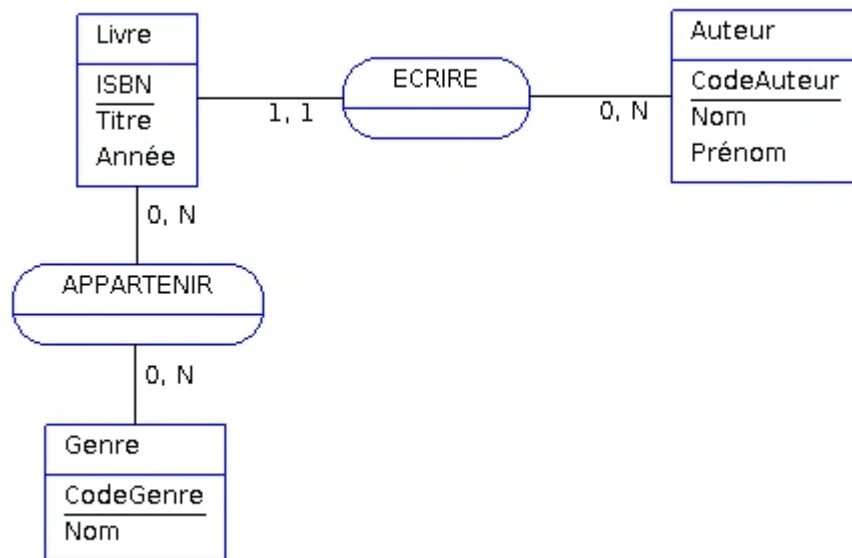 Livre
ISBN
Titre
Année
1, 1
ECRIRE
0, N
Auteur
CodeAuteur
Nom
Prénom
0, N
APPARTENIR
0, N
Genre
CodeGenre
Nom